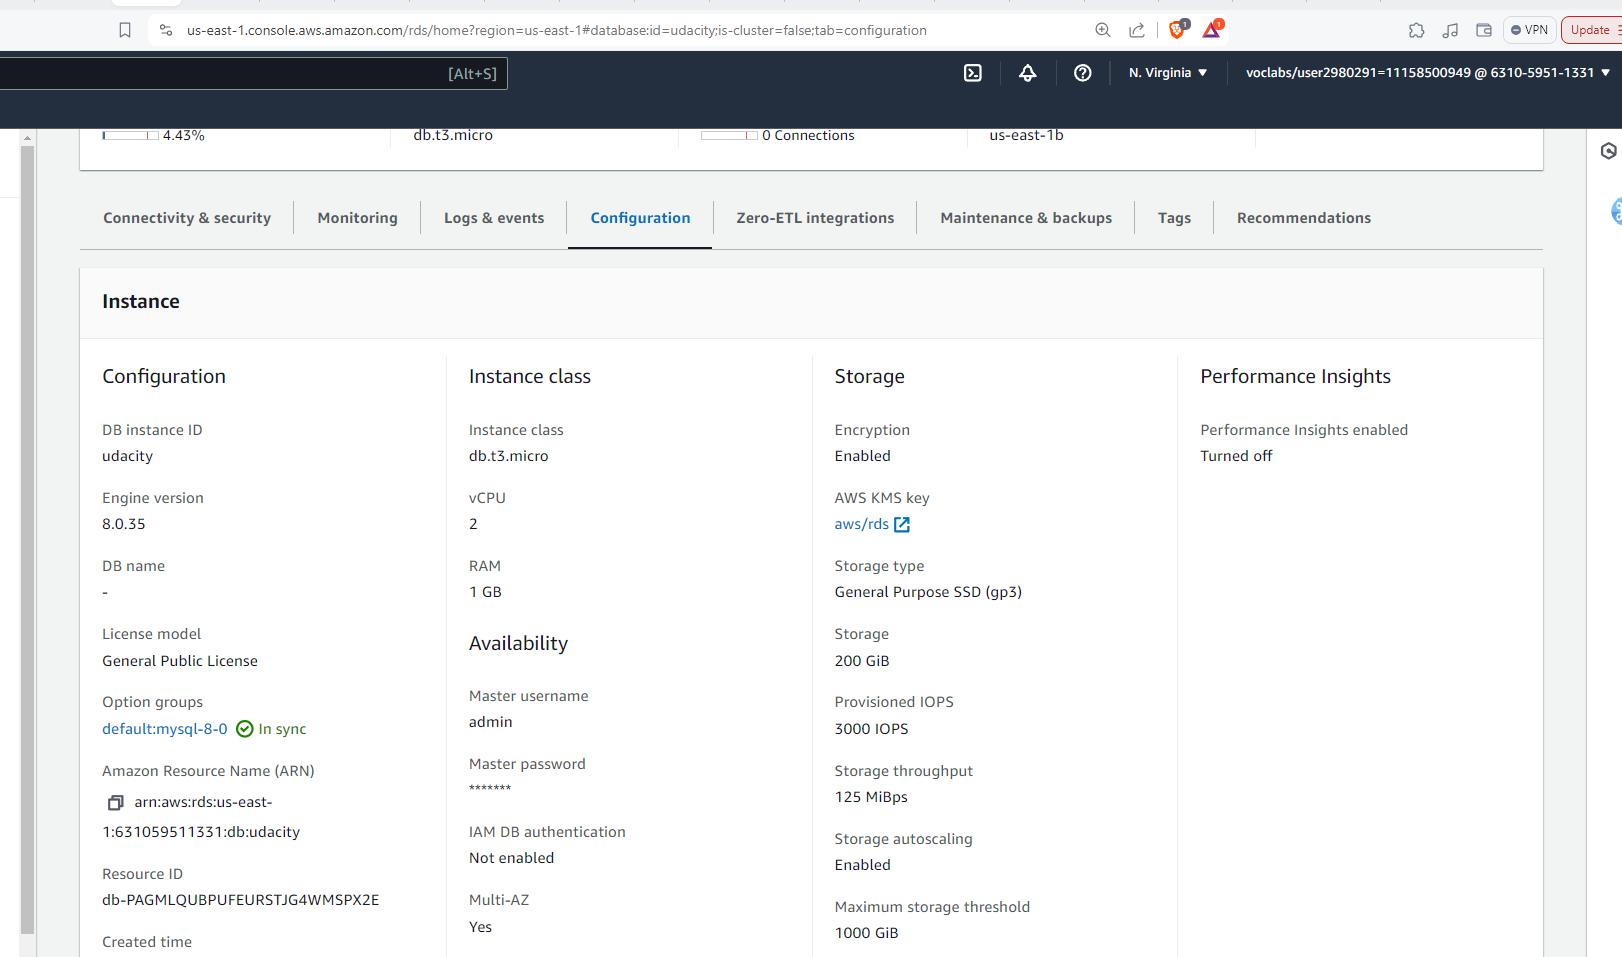 us-east-1.console.aws.amazon.com/rds/home?region=us-east-1#database:id=udacity;is-cluster=false;tab=configuration
1
1
VPN
Update
[Alt+S]
N. Virginia
voclabs/user2980291=11158500949 @ 6310-5951-1331
4.43%
db.t3.micro
0 Connections
us-east-1b
Connectivity & security
Monitoring
Logs & events
Configuration
Zero-ETL integrations
Maintenance & backups
Tags
Recommendations
Instance
Configuration
DB instance ID
udacity
Engine version
8.0.35
DB name
-
License model
General Public License
Option groups
default:mysql-8-0 In sync
Amazon Resource Name (ARN)
arn:aws:rds:us-east-
1:631059511331:db:udacity
Resource ID
db-PAGMLQUBPUFEURSTJG4WMSPX2E
Created time
Instance class
Instance class
db.t3.micro
vCPU
2
RAM
1 GB
Availability
Master username
admin
Master password
*******
IAM DB authentication
Not enabled
Multi-AZ
Yes
Storage
Encryption
Enabled
AWS KMS key
aws/rds
Storage type
General Purpose SSD (gp3)
Storage
200 GiB
Provisioned IOPS
3000 IOPS
Storage throughput
125 MiBps
Storage autoscaling
Enabled
Maximum storage threshold
1000 GiB
Performance Insights
Performance Insights enabled
Turned off